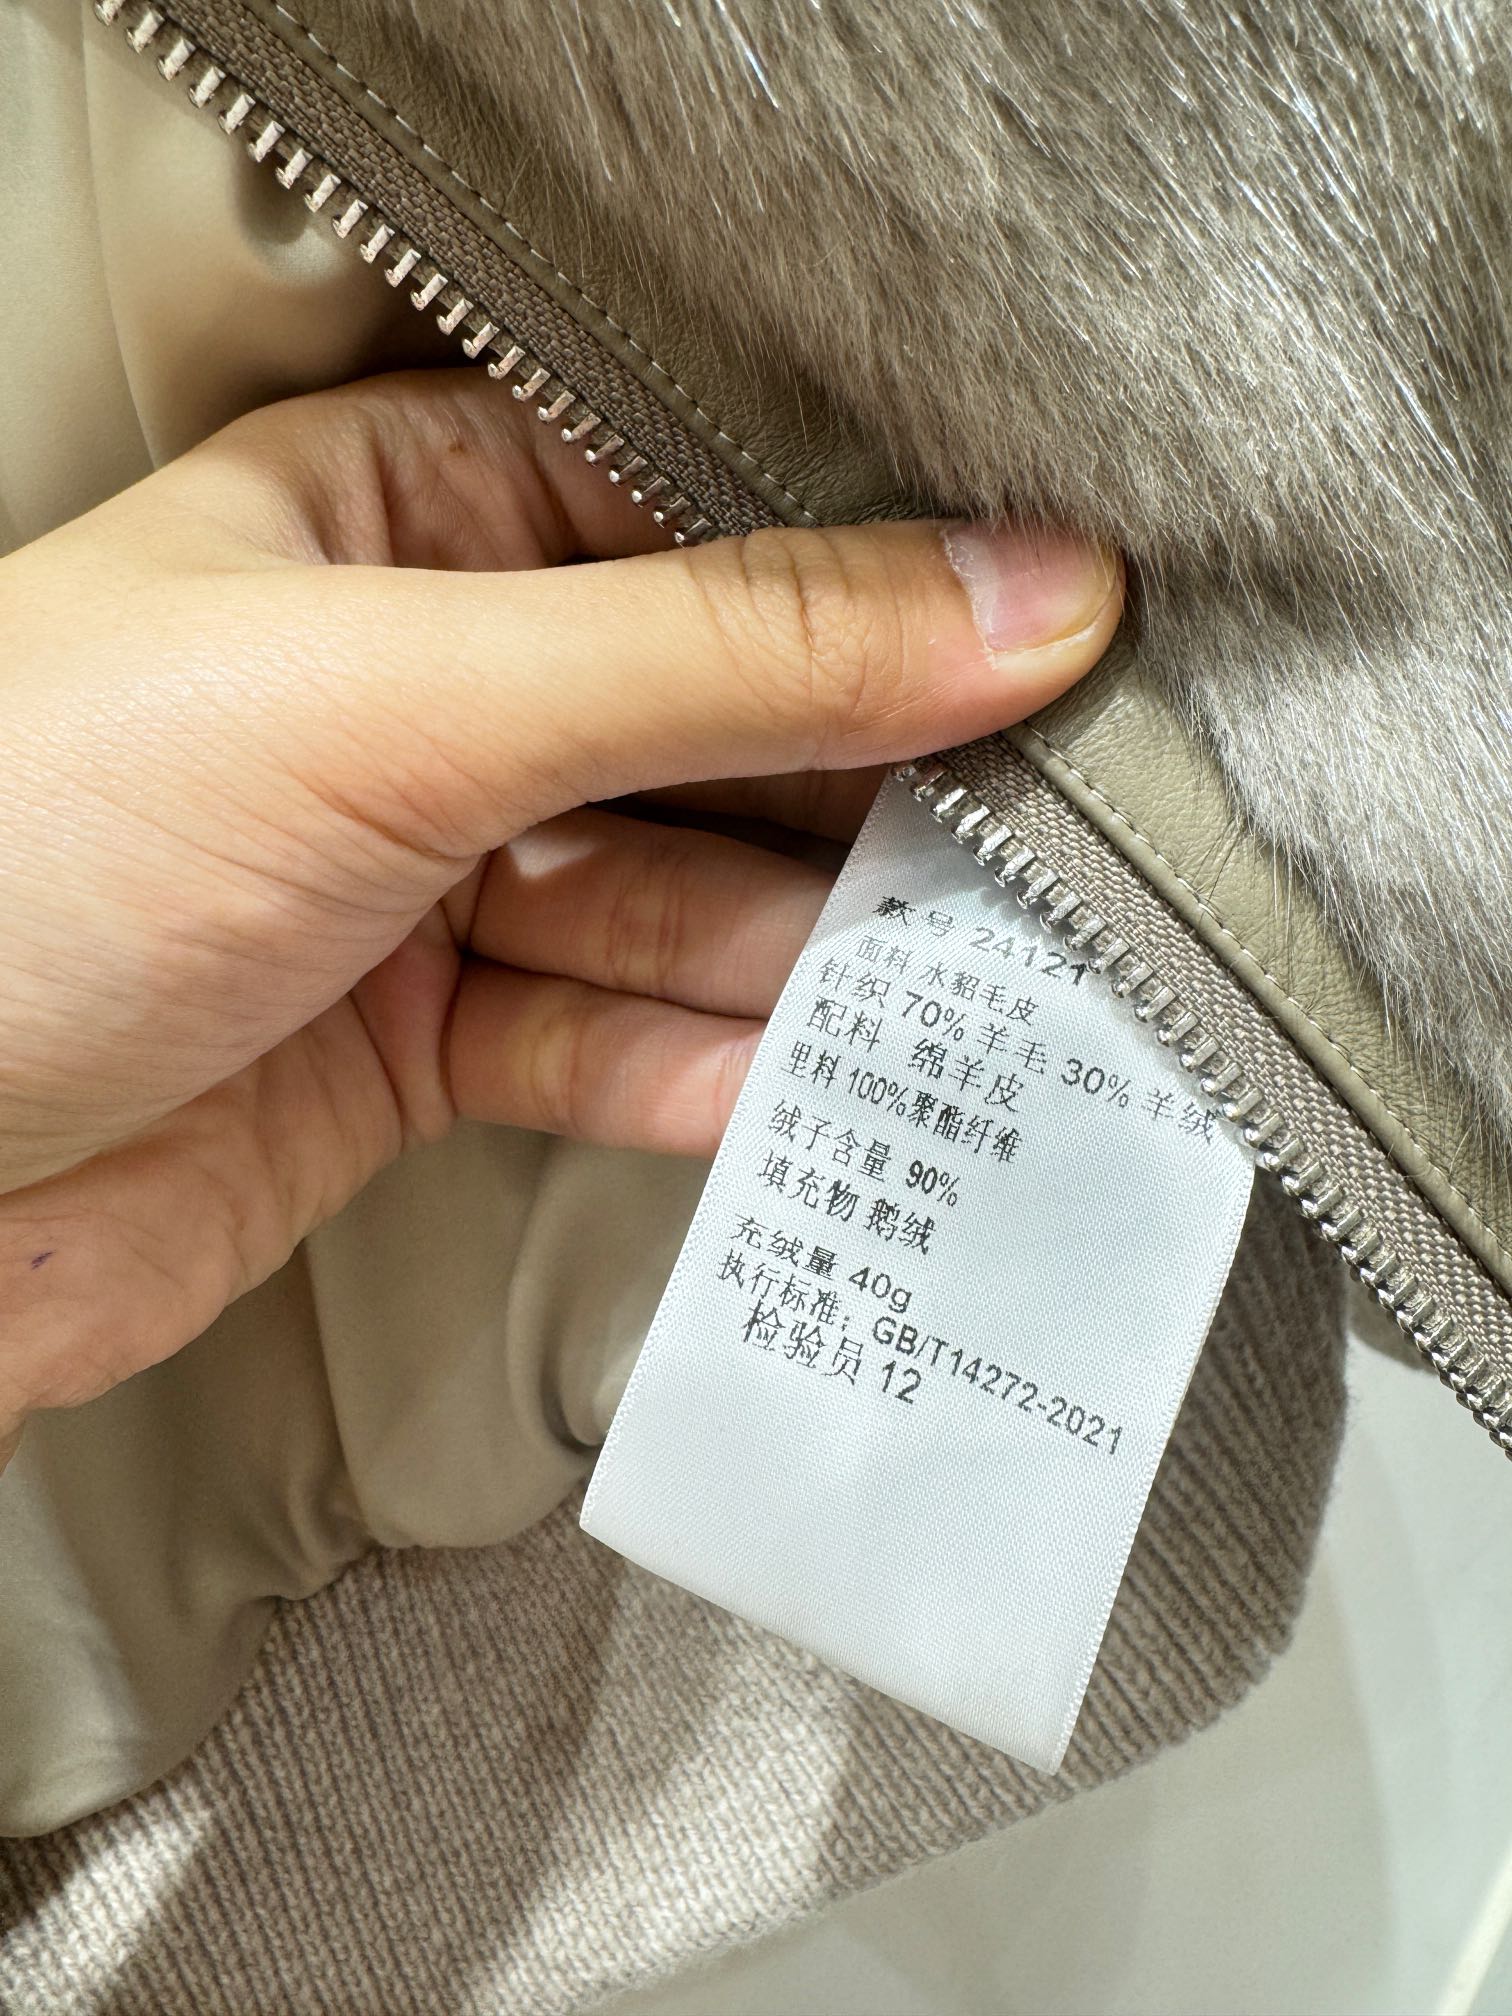 款号 24121
面料 水貂毛皮
针织 70% 羊毛 30% 羊绒
配料 绵羊皮
里料 100%聚酯纤维
绒子含量 90%
填充物 鹅绒
充绒量 40g
执行标准：GB/T14272-2021
检验员 12